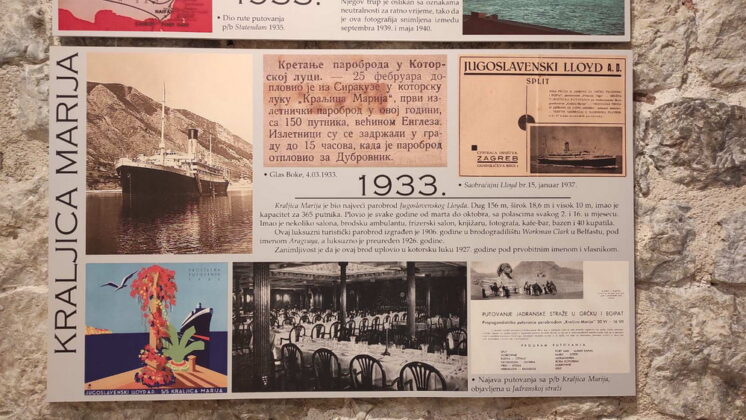 1933.
• Dio rute putovanja
p/b Statendam 1935.
Njegov trup je oslikan sa oznakama
neutralnosti za ratno vrijeme, tako da
je ova fotografija snimljena između
septembra 1939. i maja 1940.
KRALJICA MARIJA
Кретање пароброда у Котор-
ској луци. — 25 фебруара до-
пловио је из Сиракузе у которску
луку „Краљица Марија", први из-
летнички пароброд у овој години,
са 150 путника, већином Енглеза.
Излетници су се задржали у гра-
ду до 15 часова, када је пароброд
отпловио за Дубровник.
• Glas Boke, 4.03.1933.
1933.
JUGOSLAVENSKI LLOYD A.D.
SPLIT
ZAGREB
• Saobraćajni Lloyd br.15, januar 1937.
Kraljica Marija je bio najveći parobrod Jugoslovenskog Lloyda. Dug 156 m, širok 18,6 m i visok 10 m, imao je
kapacitet za 365 putnika. Plovio je svake godine od marta do oktobra, sa polascima svakog 2. i 16. u mjesecu.
Imao je nekoliko salona, brodsku ambulantu, frizerski salon, knjižaru, fotografa, kafe-bar, bazen i 40 kupatila.
Ovaj luksuzni turistički parobrod izgrađen je 1906. godine u brodogradilištu Workman Clark u Belfastu, pod
imenom Araguaya, a luksuzno je preuređen 1926. godine.
Zanimljivost je da je ovaj brod uplovio u kotorsku luku 1927. godine pod prvobitnim imenom i vlasnikom.
JUGOSLAVENSKI LLOYD A.D. S/S KRALJICA MARIJA
PUTOVANJE JADRANSKE STRAŽE U GRČKU I EGIPAT
PROGRAM PUTOVANJA
• Najava putovanja sa p/b Kraljica Marija,
objavljena u Jadranskoj straži